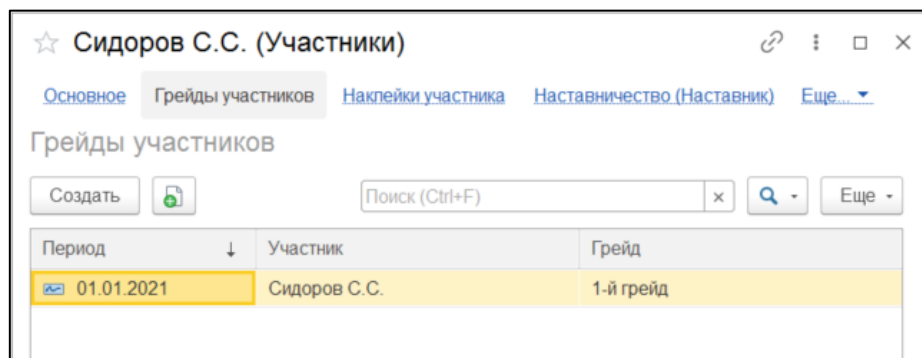 Сидоров С.С. (Участники)
Основное Грейды участников Наклейки участника Наставничество (Наставник) Еще...
Грейды участников
Создать Поиск (Ctrl+F) × Еще
Период ↓ Участник Грейд
01.01.2021 Сидоров С.С. 1-й грейд